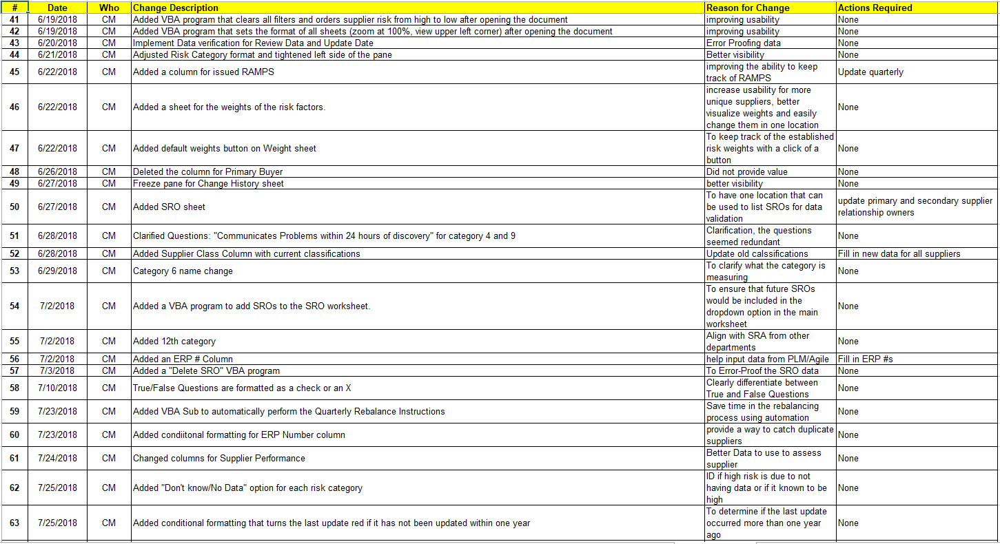 # Date Who Change Description Reason for Change Actions Required
41 6/19/2018 CM Added VBA program that clears all filters and orders supplier risk from high to low after opening the document improving usability None
42 6/19/2018 CM Added VBA program that sets the format of all sheets (zoom at 100%, view upper left corner) after opening the document improving usability None
43 6/20/2018 CM Implement Data verification for Review Data and Update Date Error Proofing data None
44 6/21/2018 CM Adjusted Risk Category format and tightened left side of the pane Better visibility None
45 6/22/2018 CM Added a column for issued RAMPS improving the ability to keep
track of RAMPS Update quarterly
46 6/22/2018 CM Added a sheet for the weights of the risk factors. increase usability for more
unique suppliers, better
visualize weights and easily
change them in one location None
47 6/22/2018 CM Added default weights button on Weight sheet To keep track of the established
risk weights with a click of a
button None
48 6/26/2018 CM Deleted the column for Primary Buyer Did not provide value None
49 6/27/2018 CM Freeze pane for Change History sheet better visibility None
50 6/27/2018 CM Added SRO sheet To have one location that can
be used to list SROs for data
validation update primary and secondary supplier
relationship owners
51 6/28/2018 CM Clarified Questions: "Communicates Problems within 24 hours of discovery" for category 4 and 9 Clarification, the questions
seemed redundant None
52 6/28/2018 CM Added Supplier Class Column with current classifications Update old calssifications Fill in new data for all suppliers
53 6/29/2018 CM Category 6 name change To clarify what the category is
measuring None
54 7/2/2018 CM Added a VBA program to add SROs to the SRO worksheet. To ensure that future SROs
would be included in the
dropdown option in the main
worksheet None
55 7/2/2018 CM Added 12th category Align with SRA from other
departments None
56 7/2/2018 CM Added an ERP # Column help input data from PLM/Agile Fill in ERP #s
57 7/3/2018 CM Added a "Delete SRO" VBA program To Error-Proof the SRO data None
58 7/10/2018 CM True/False Questions are formatted as a check or an X Clearly differentiate between
True and False Questions None
59 7/23/2018 CM Added VBA Sub to automatically perform the Quarterly Rebalance Instructions Save time in the rebalancing
process using automation None
60 7/23/2018 CM Added condiitonal formatting for ERP Number column provide a way to catch duplicate
suppliers None
61 7/24/2018 CM Changed columns for Supplier Performance Better Data to use to assess
supplier None
62 7/25/2018 CM Added "Don't know/No Data" option for each risk category ID if high risk is due to not
having data or if it known to be
high None
63 7/25/2018 CM Added conditional formatting that turns the last update red if it has not been updated within one year To determine if the last update
occurred more than one year
ago None